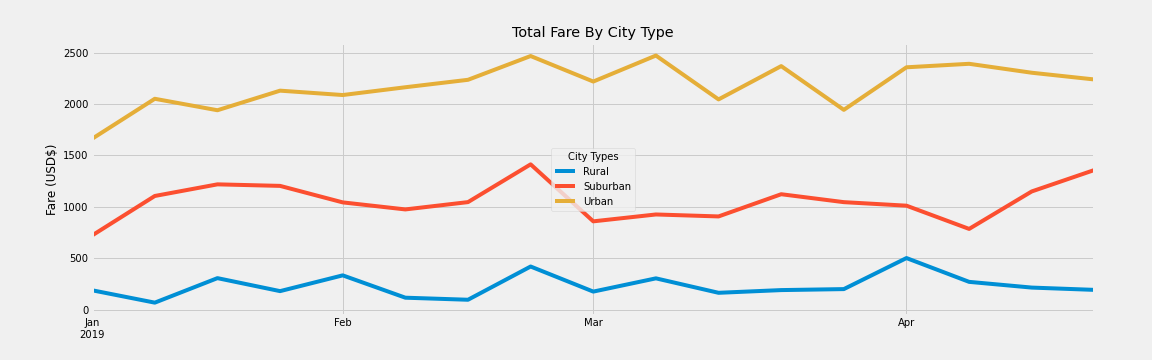 Total Fare By City Type
Fare (USD$)
2500
2000
1500
1000
500
0
City Types
Rural
Suburban
Urban
Jan
2019
Feb
Mar
Apr